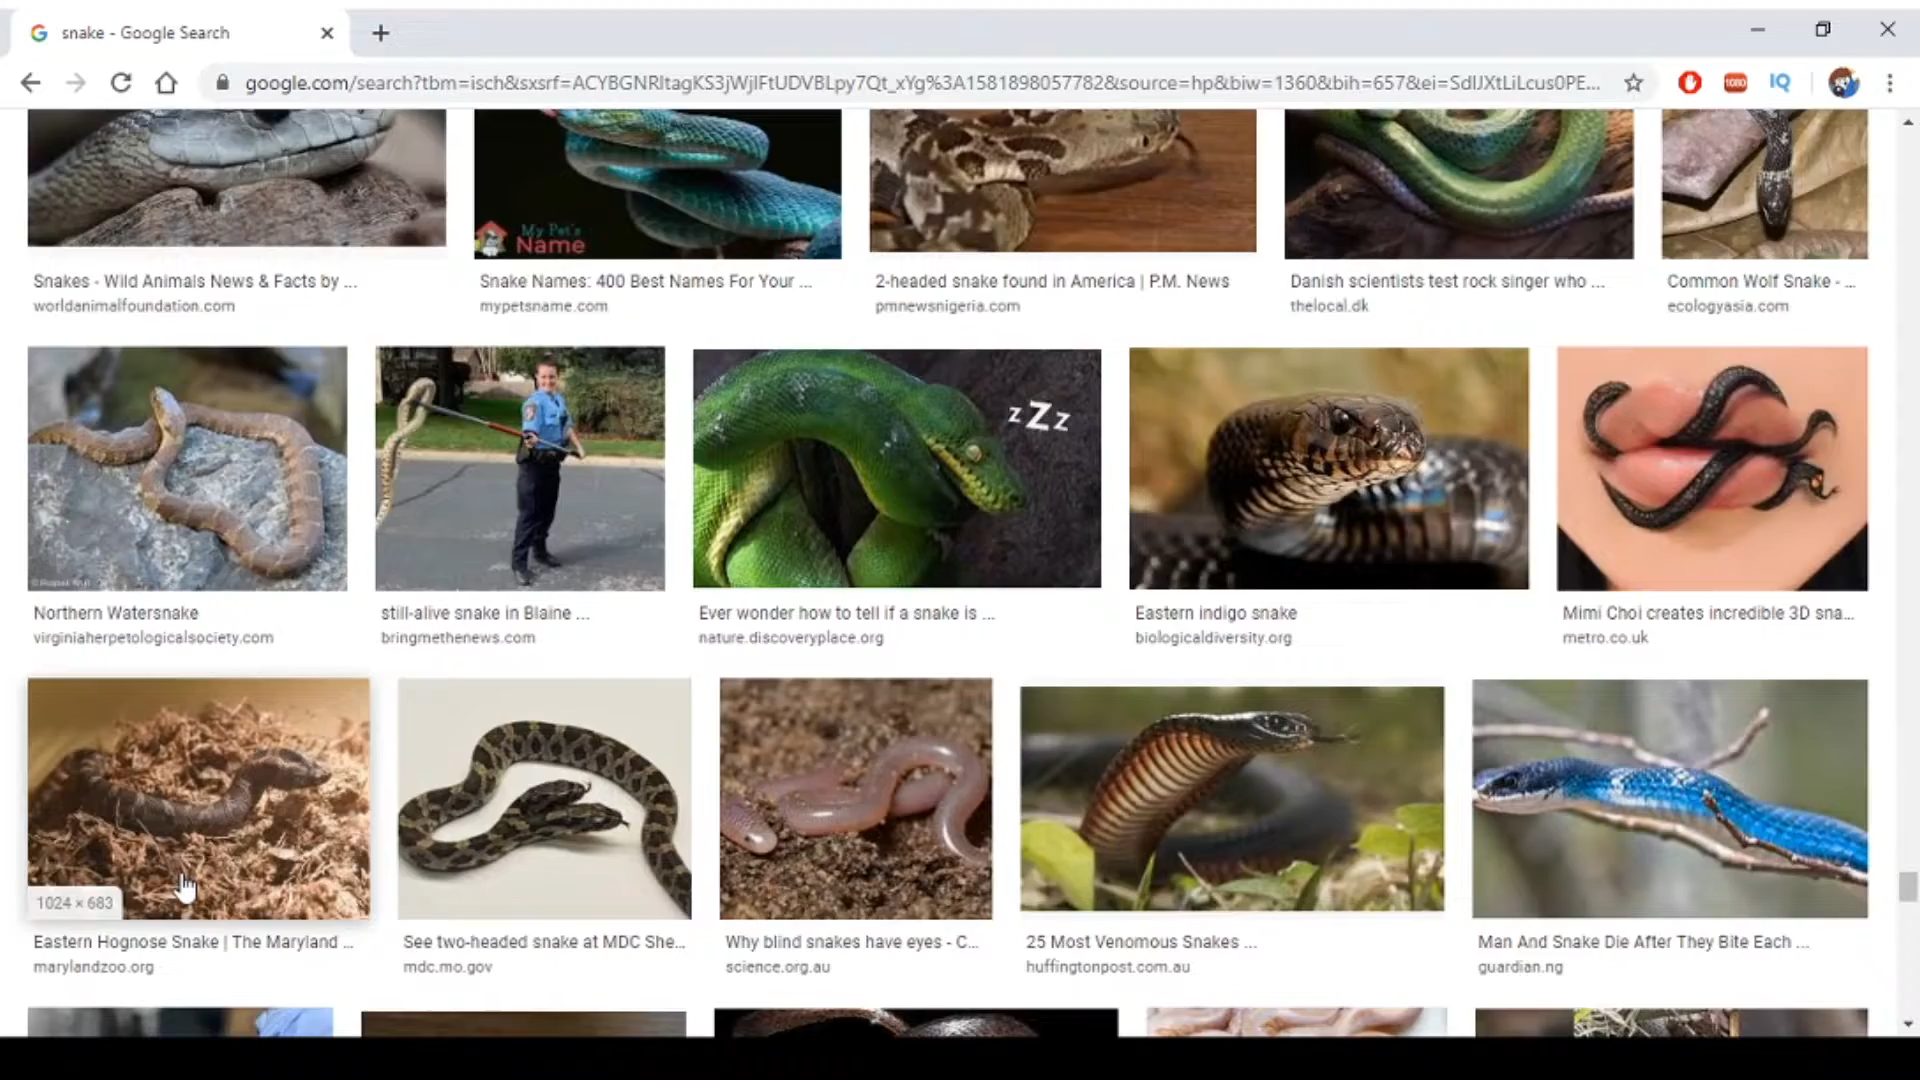 snake - Google Search
google.com/search?tbm=isch&sxsrf=ACYBGNRltagKS3jWjlFtUDVBLpy7Qt_xYg%3A1581898057782&source=hp&biw=1360&bih=657&ei=SdlJXtLiLcus0PE...
1080
IQ
My Pet's
Name
Snakes - Wild Animals News & Facts by ...
worldanimalfoundation.com
Snake Names: 400 Best Names For Your ...
mypetsname.com
2-headed snake found in America | P.M. News
pmnewsnigeria.com
Danish scientists test rock singer who ...
thelocal.dk
Common Wolf Snake - ...
ecologyasia.com
zZz
Northern Watersnake
virginiaherpetologicalsociety.com
still-alive snake in Blaine ...
bringmethenews.com
Ever wonder how to tell if a snake is ...
nature.discoveryplace.org
Eastern indigo snake
biologicaldiversity.org
Mimi Choi creates incredible 3D sna...
metro.co.uk
1024 × 683
Eastern Hognose Snake | The Maryland ...
marylandzoo.org
See two-headed snake at MDC She...
mdc.mo.gov
Why blind snakes have eyes - C...
science.org.au
25 Most Venomous Snakes ...
huffingtonpost.com.au
Man And Snake Die After They Bite Each ...
guardian.ng